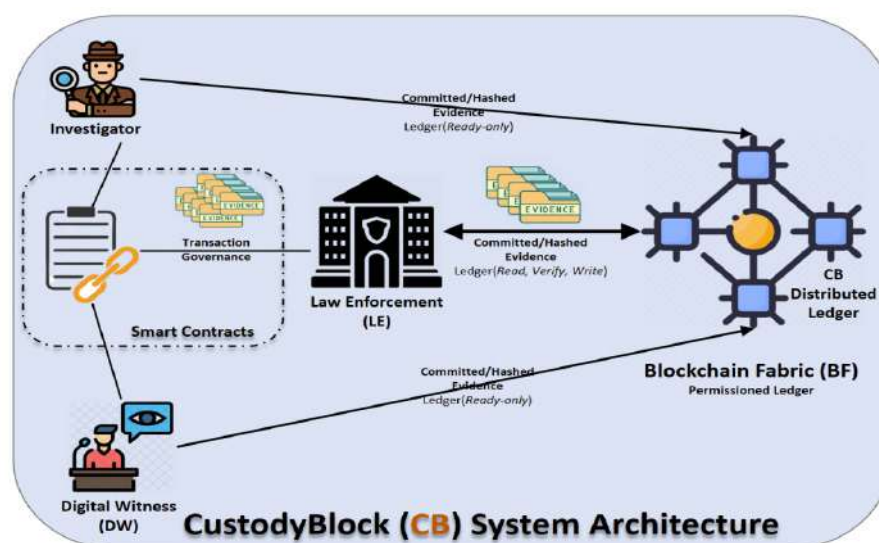 Investigator
Committed/Hashed
Evidence
Ledger(Ready-only)
EVIDENCE
Transaction
Governance
Smart Contracts
Law Enforcement
(LE)
EVIDENCE
Committed/Hashed
Evidence
Ledger(Read, Verify, Write)
CB
Distributed
Ledger
Blockchain Fabric (BF)
Permissioned Ledger
Committed/Hashed
Evidence
Ledger(Ready-only)
Digital Witness
(DW)
CustodyBlock (CB) System Architecture